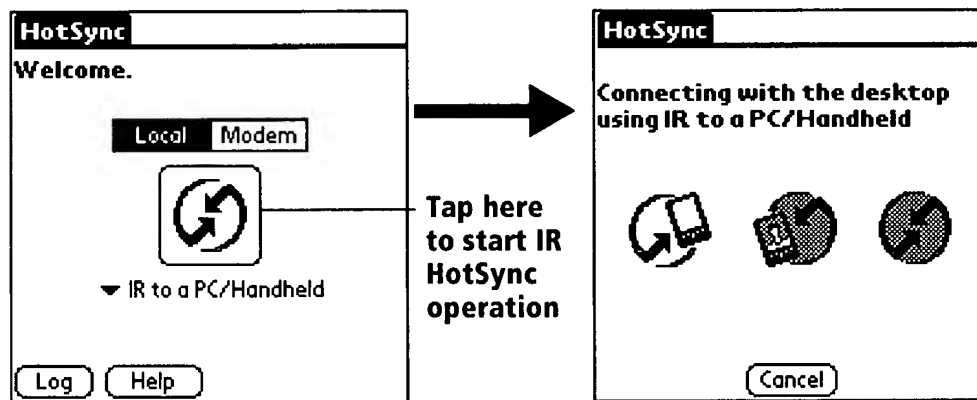 HotSync
Welcome.
Local Modem
IR to a PC/Handheld
Log Help
Tap here
to start IR
HotSync
operation
HotSync
Connecting with the desktop
using IR to a PC/Handheld
Cancel